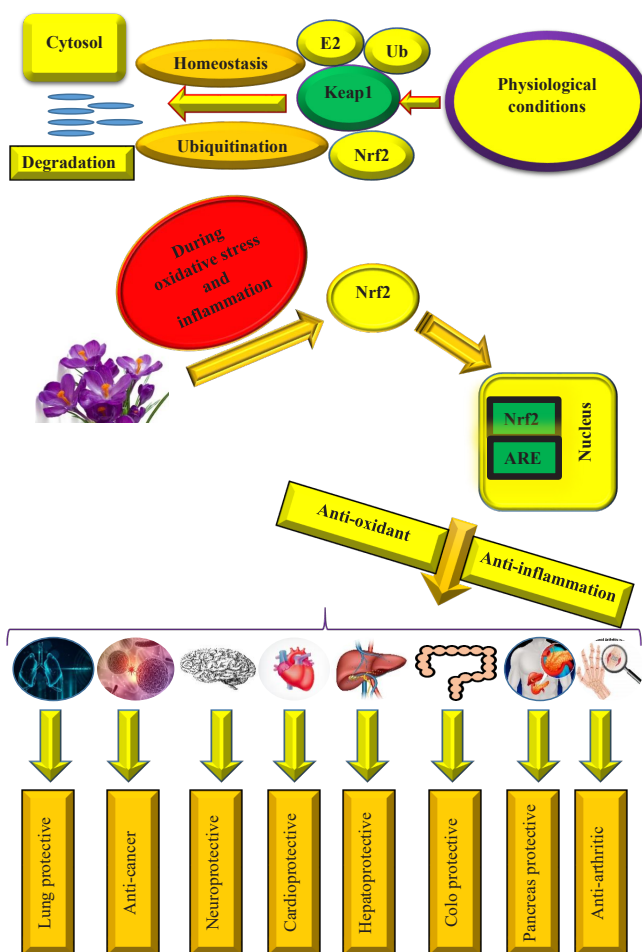 Cytosol
Homeostasis
E2
Ub
Keap1
Physiological
conditions
Ubiquitination
Nrf2
Degradation
During
oxidative stress
and
inflammation
Nrf2
Nrf2
ARE
Nucleus
Anti-oxidant
Anti-inflammation
Lung protective
Anti-cancer
Neuroprotective
Cardioprotective
Hepatoprotective
Colo protective
Pancreas protective
Anti-arthritic